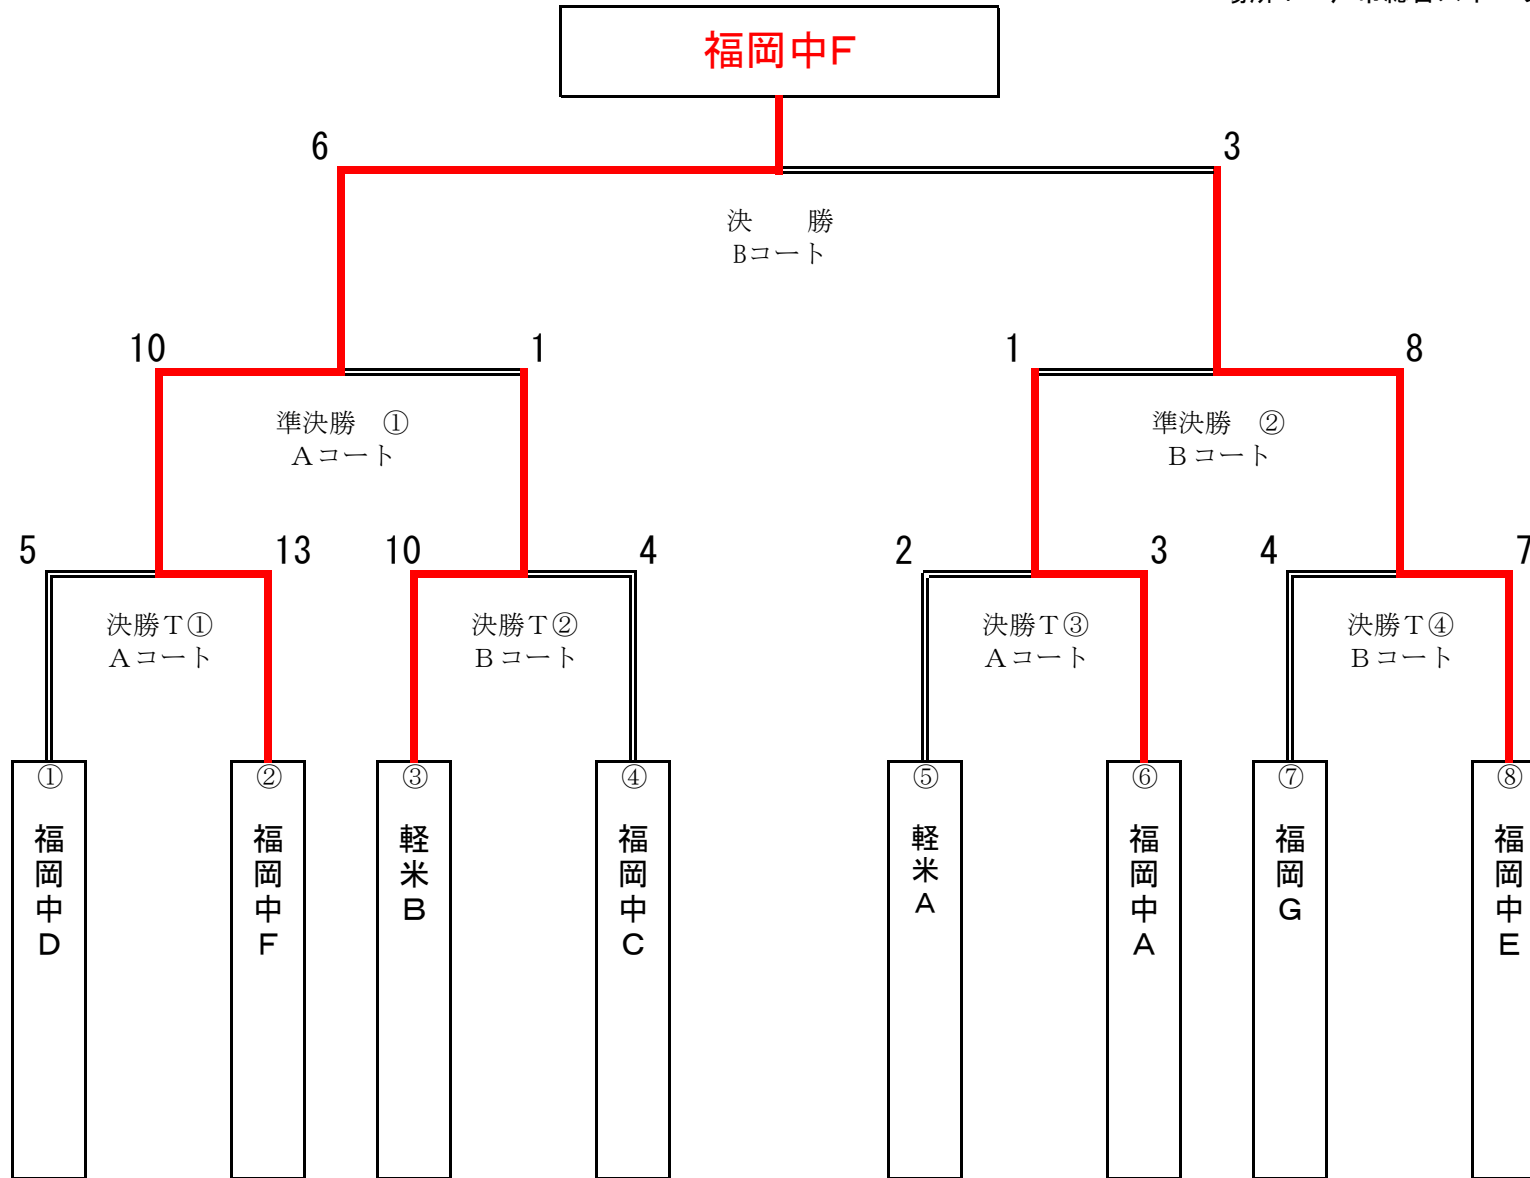 福岡中F
6
3
決　　勝
Bコート
10
1
1
8
準決勝　①
Aコート
準決勝　②
Bコート
5
13
10
4
2
3
4
7
決勝T①
Aコート
決勝T②
Bコート
決勝T③
Aコート
決勝T④
Bコート
①
福岡中D
②
福岡中F
③
軽米B
④
福岡中C
⑤
軽米A
⑥
福岡中A
⑦
福岡G
⑧
福岡中E